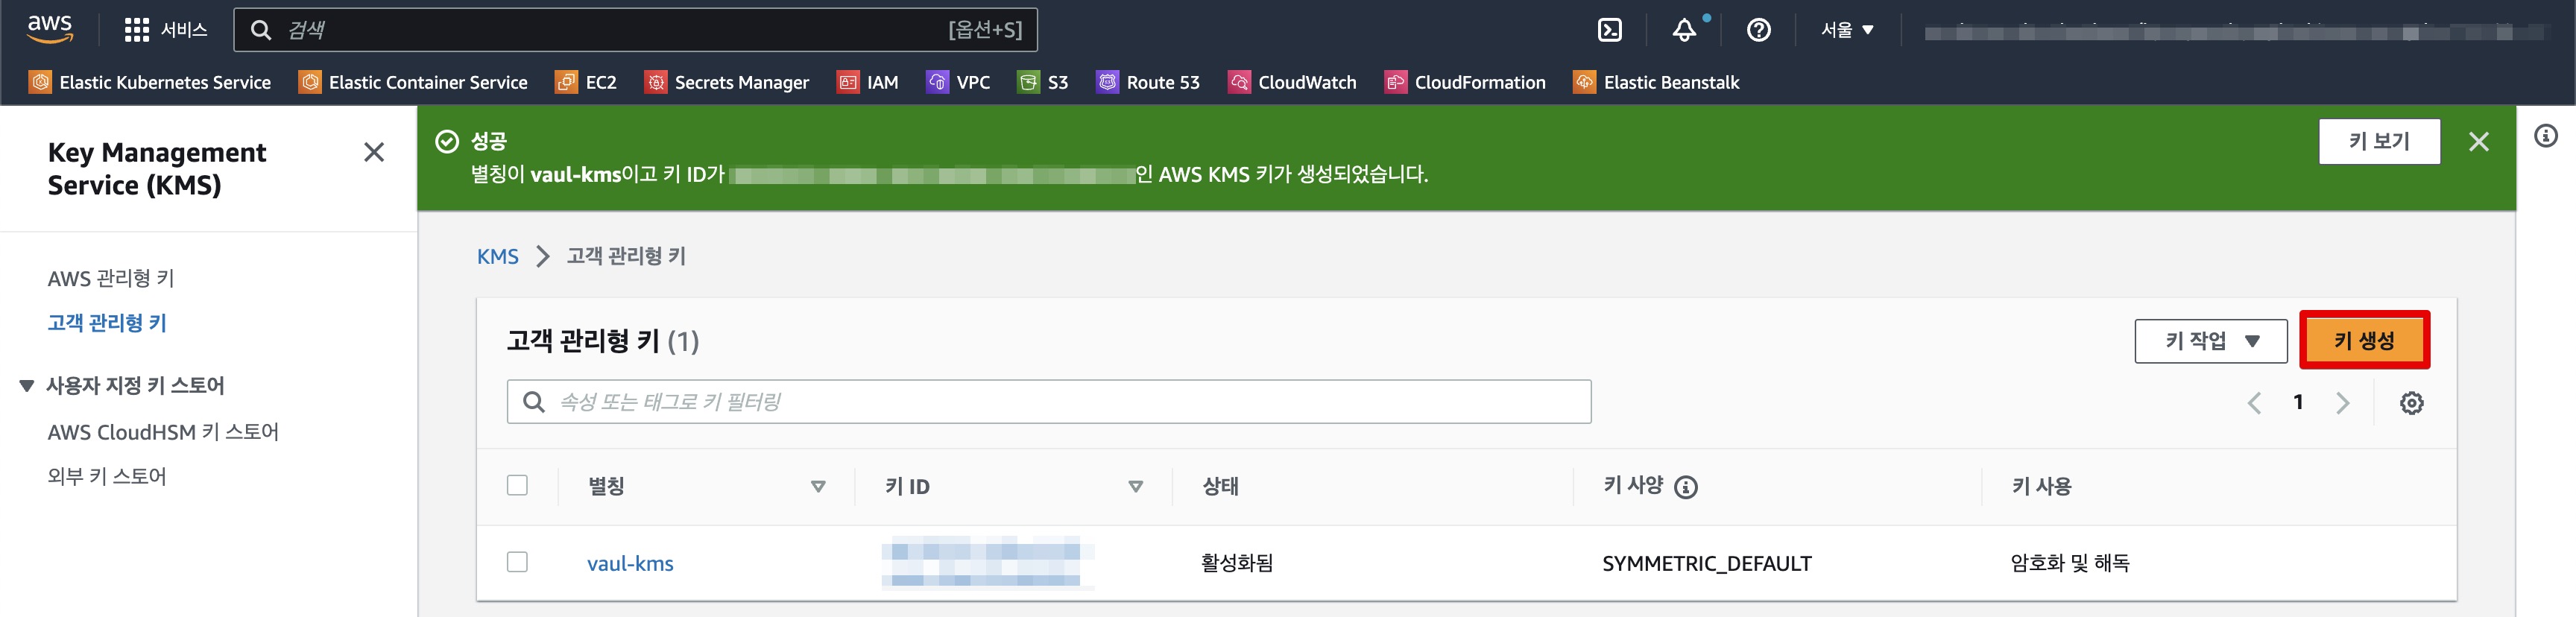 aws 서비스 검색 [옵션+S] 서울
Elastic Kubernetes Service Elastic Container Service EC2 Secrets Manager IAM VPC S3 Route 53 CloudWatch CloudFormation Elastic Beanstalk
Key Management
Service (KMS)
AWS 관리형 키
고객 관리형 키
사용자 지정 키 스토어
AWS CloudHSM 키 스토어
외부 키 스토어
성공
키 보기
별칭이 vaul-kms이고 키 ID가 인 AWS KMS 키가 생성되었습니다.
KMS 고객 관리형 키
고객 관리형 키 (1)
키 작업 키 생성
속성 또는 태그로 키 필터링
1
별칭 키 ID 상태 키 사양 키 사용
vaul-kms 활성화됨 SYMMETRIC_DEFAULT 암호화 및 해독